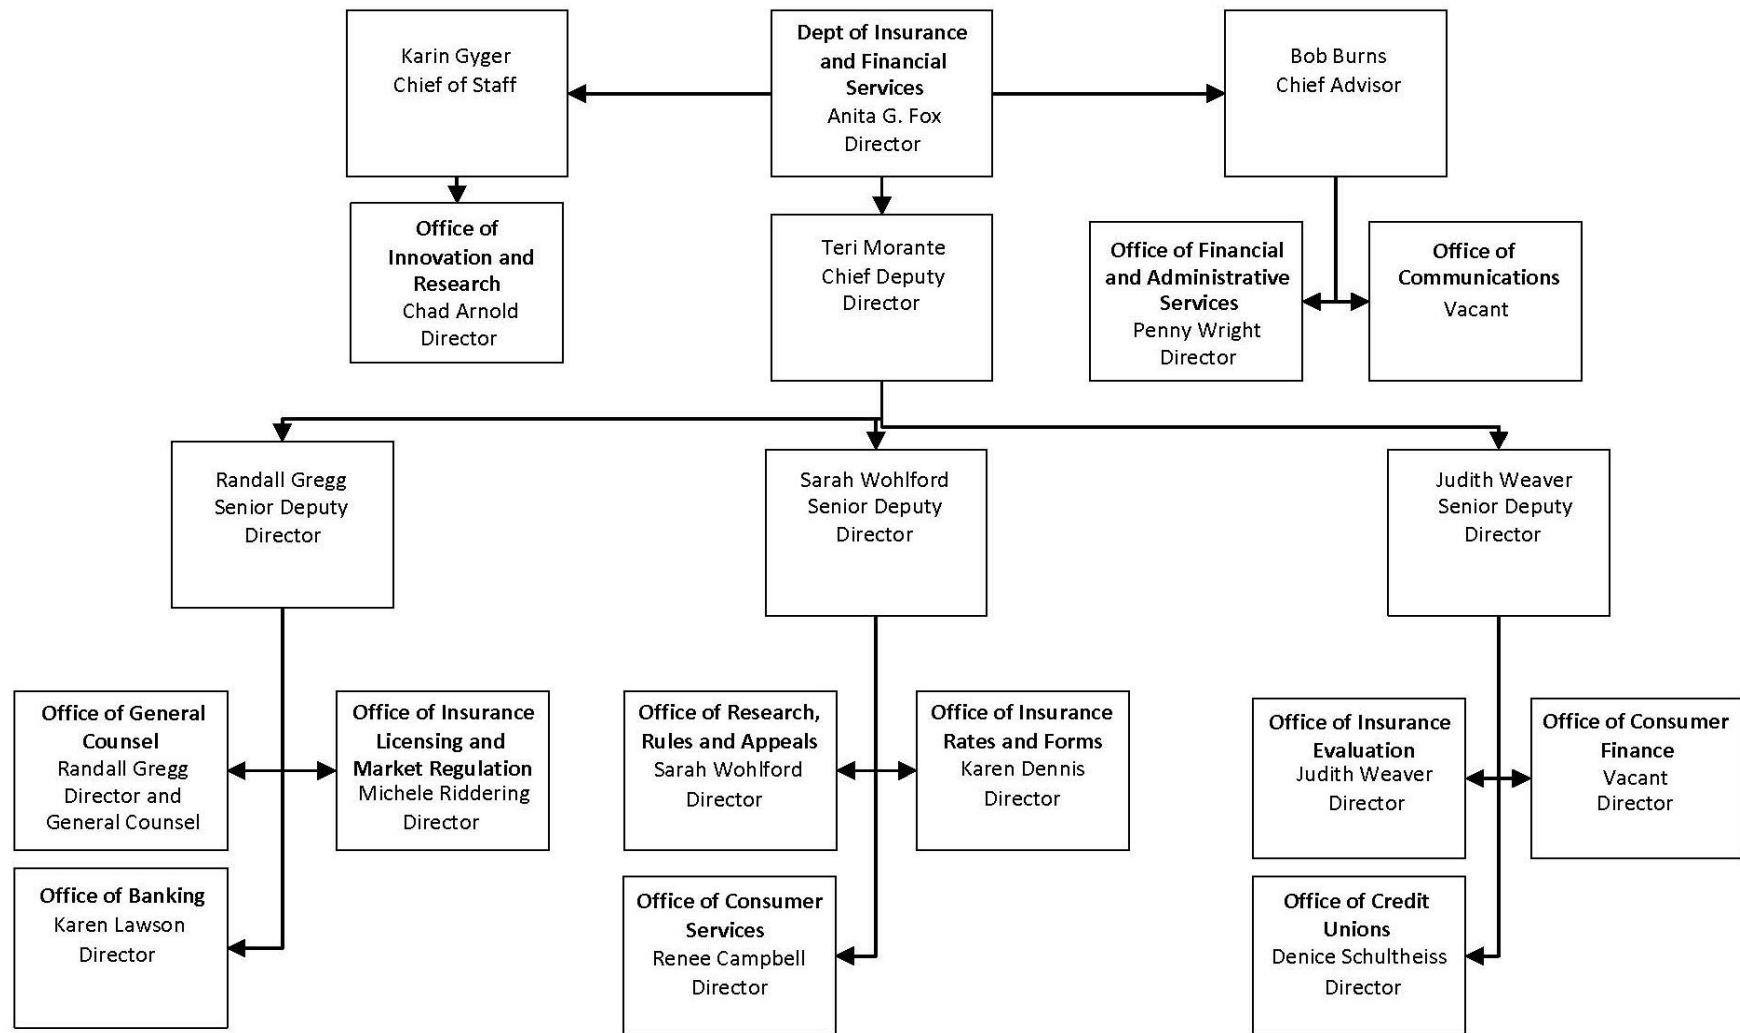 Karin Gyger
Chief of Staff
Dept of Insurance
and Financial
Services
Anita G. Fox
Director
Bob Burns
Chief Advisor
Office of
Innovation and
Research
Chad Arnold
Director
Teri Morante
Chief Deputy
Director
Office of Financial
and Administrative
Services
Penny Wright
Director
Office of
Communications
Vacant
Randall Gregg
Senior Deputy
Director
Sarah Wohlford
Senior Deputy
Director
Judith Weaver
Senior Deputy
Director
Office of General
Counsel
Randall Gregg
Director and
General Counsel
Office of Insurance
Licensing and
Market Regulation
Michele Riddering
Director
Office of Research,
Rules and Appeals
Sarah Wohlford
Director
Office of Insurance
Rates and Forms
Karen Dennis
Director
Office of Insurance
Evaluation
Judith Weaver
Director
Office of Consumer
Finance
Vacant
Director
Office of Banking
Karen Lawson
Director
Office of Consumer
Services
Renee Campbell
Director
Office of Credit
Unions
Denice Schultheiss
Director